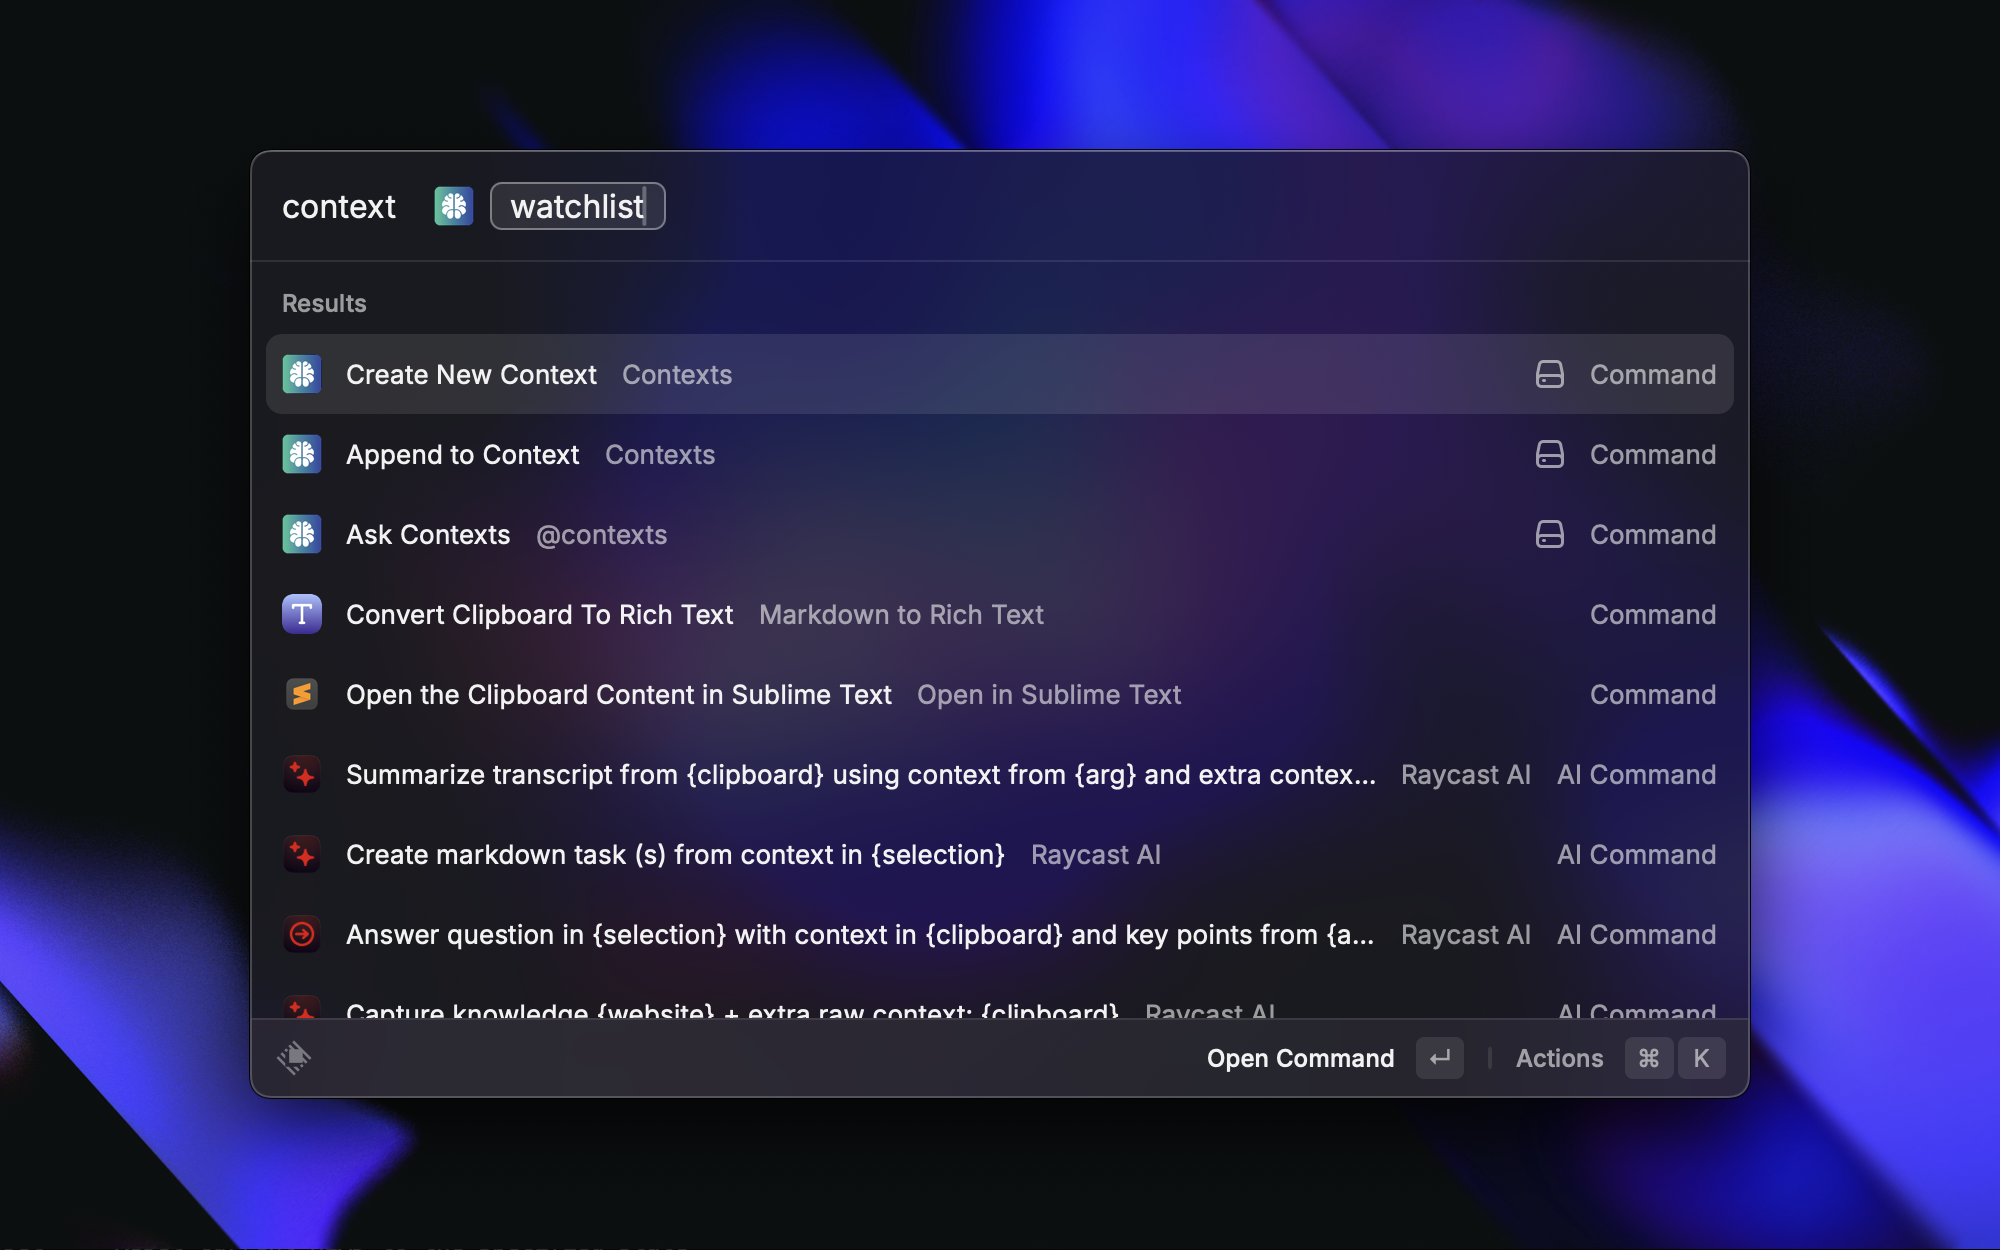 context watchlist
Results
Create New Context Contexts Command
Append to Context Contexts Command
Ask Contexts @contexts Command
Convert Clipboard To Rich Text Markdown to Rich Text Command
Open the Clipboard Content in Sublime Text Open in Sublime Text Command
Summarize transcript from {clipboard} using context from {arg} and extra contex... Raycast AI AI Command
Create markdown task (s) from context in {selection} Raycast AI AI Command
Answer question in {selection} with context in {clipboard} and key points from {a... Raycast AI AI Command
Capture knowledge {website} + extra raw context: {clipboard} Raycast AI AI Command
Open Command ↵ Actions ⌘ K